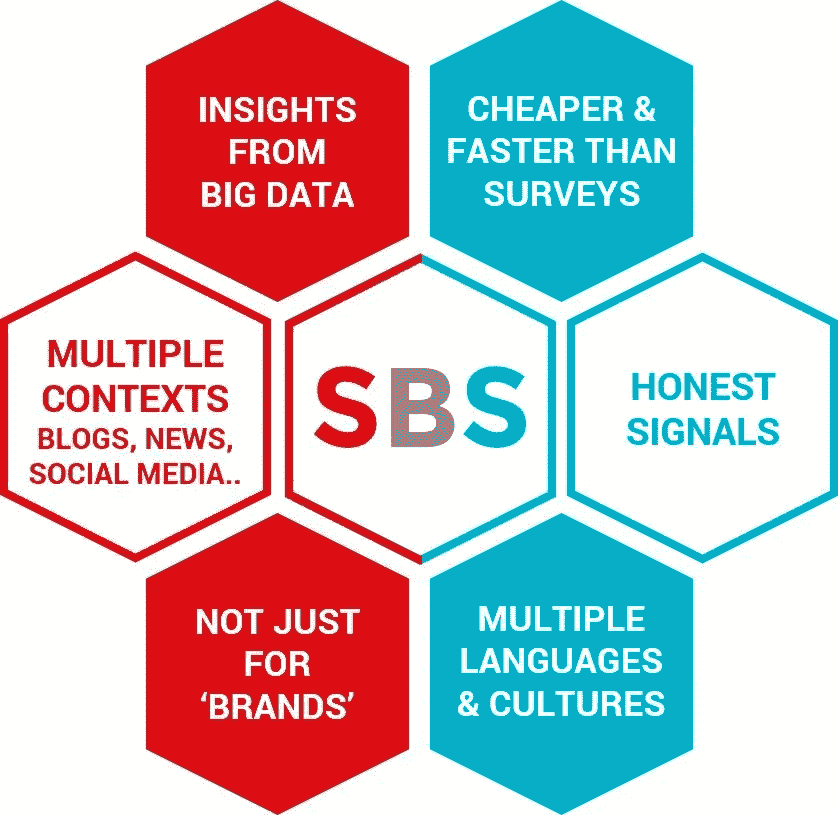 INSIGHTS
FROM
BIG DATA
CHEAPER &
FASTER THAN
SURVEYS
MULTIPLE
CONTEXTS
BLOGS, NEWS,
SOCIAL MEDIA..
SBS
HONEST
SIGNALS
NOT JUST
FOR
‘BRANDS’
MULTIPLE
LANGUAGES
& CULTURES